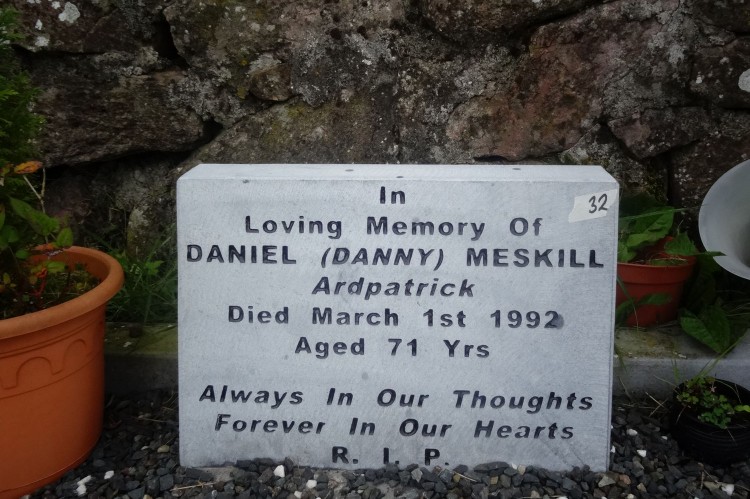 In
Loving Memory Of
DANIEL (DANNY) MESKILL
Ardpatrick
Died March 1st 1992
Aged 71 Yrs
Always In Our Thoughts
Forever In Our Hearts
R. I. P.
32